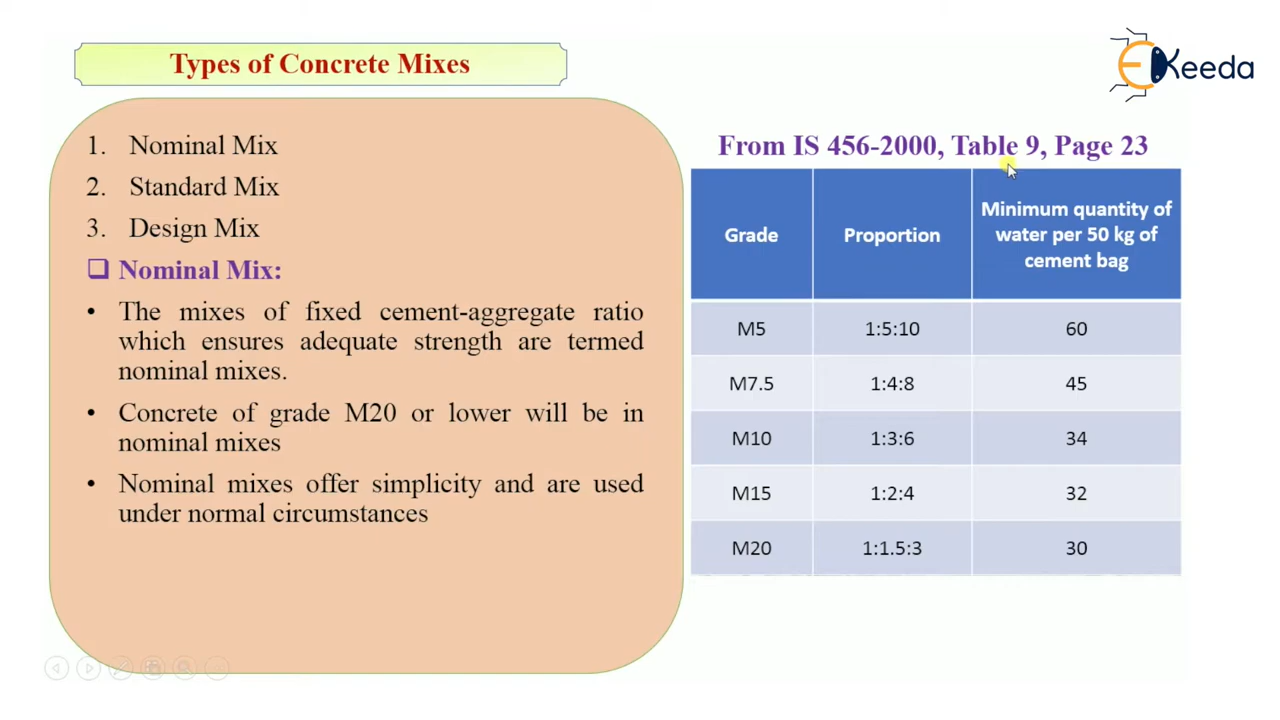 Types of Concrete Mixes
EKeeda
1. Nominal Mix
2. Standard Mix
3. Design Mix
❑ Nominal Mix:
• The mixes of fixed cement-aggregate ratio
which ensures adequate strength are termed
nominal mixes.
• Concrete of grade M20 or lower will be in
nominal mixes
• Nominal mixes offer simplicity and are used
under normal circumstances
From IS 456-2000, Table 9, Page 23
Grade Proportion Minimum quantity of
water per 50 kg of
cement bag
M5 1:5:10 60
M7.5 1:4:8 45
M10 1:3:6 34
M15 1:2:4 32
M20 1:1.5:3 30